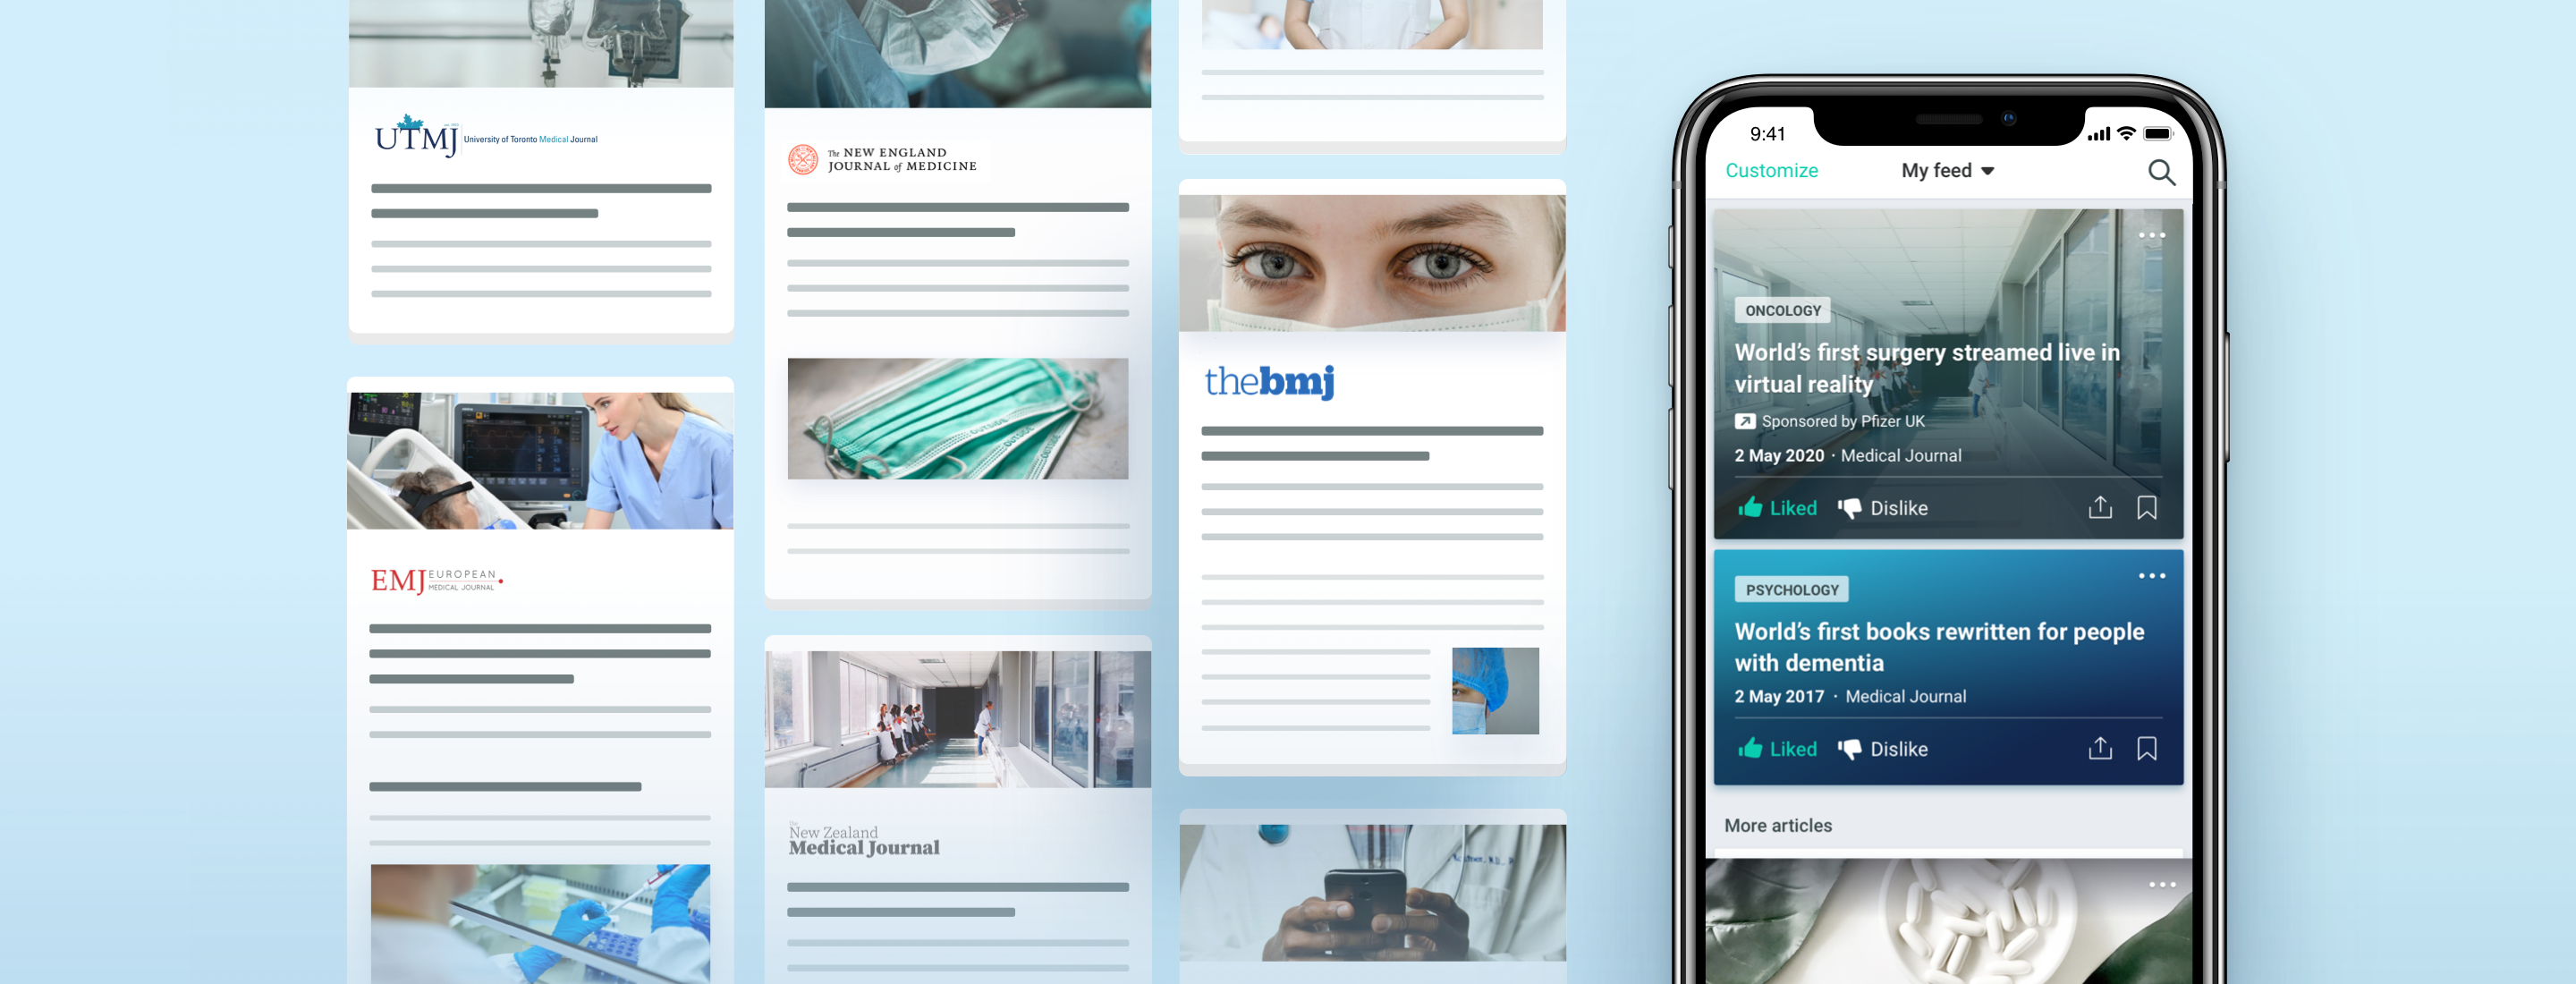 UTMJ University of Toronto Medical Journal
EMJ EUROPEAN
MEDICAL JOURNAL
The NEW ENGLAND
JOURNAL of MEDICINE
OUTSIDE
The
New Zealand
Medical Journal
thebmj
9:41
Customize
My feed
ONCOLOGY
World’s first surgery streamed live in
virtual reality
Sponsored by Pfizer UK
2 May 2020 · Medical Journal
Liked Dislike
PSYCHOLOGY
World’s first books rewritten for people
with dementia
2 May 2017 · Medical Journal
Liked Dislike
More articles